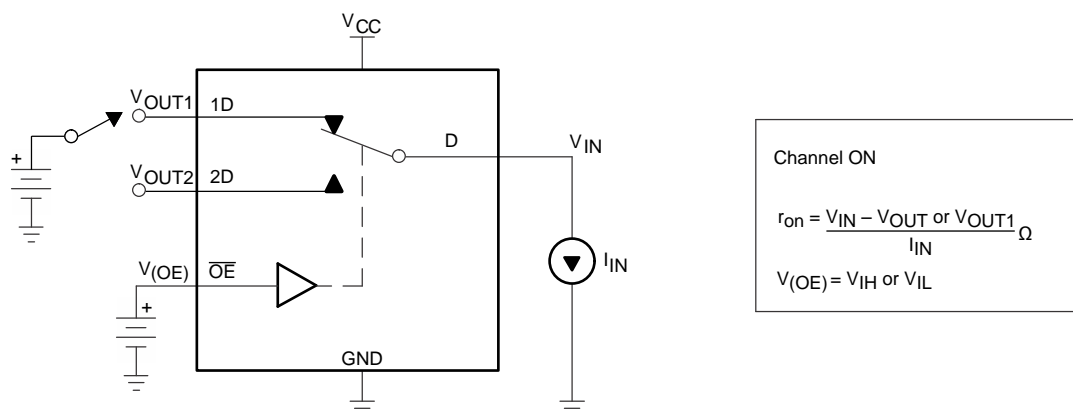 VCC
VOUT1 1D
D
VIN
VOUT2 2D
V(OE) OE
IIN
GND
+
+
Channel ON
ron = VIN – VOUT or VOUT1
IIN
Ω
V(OE) = VIH or VIL